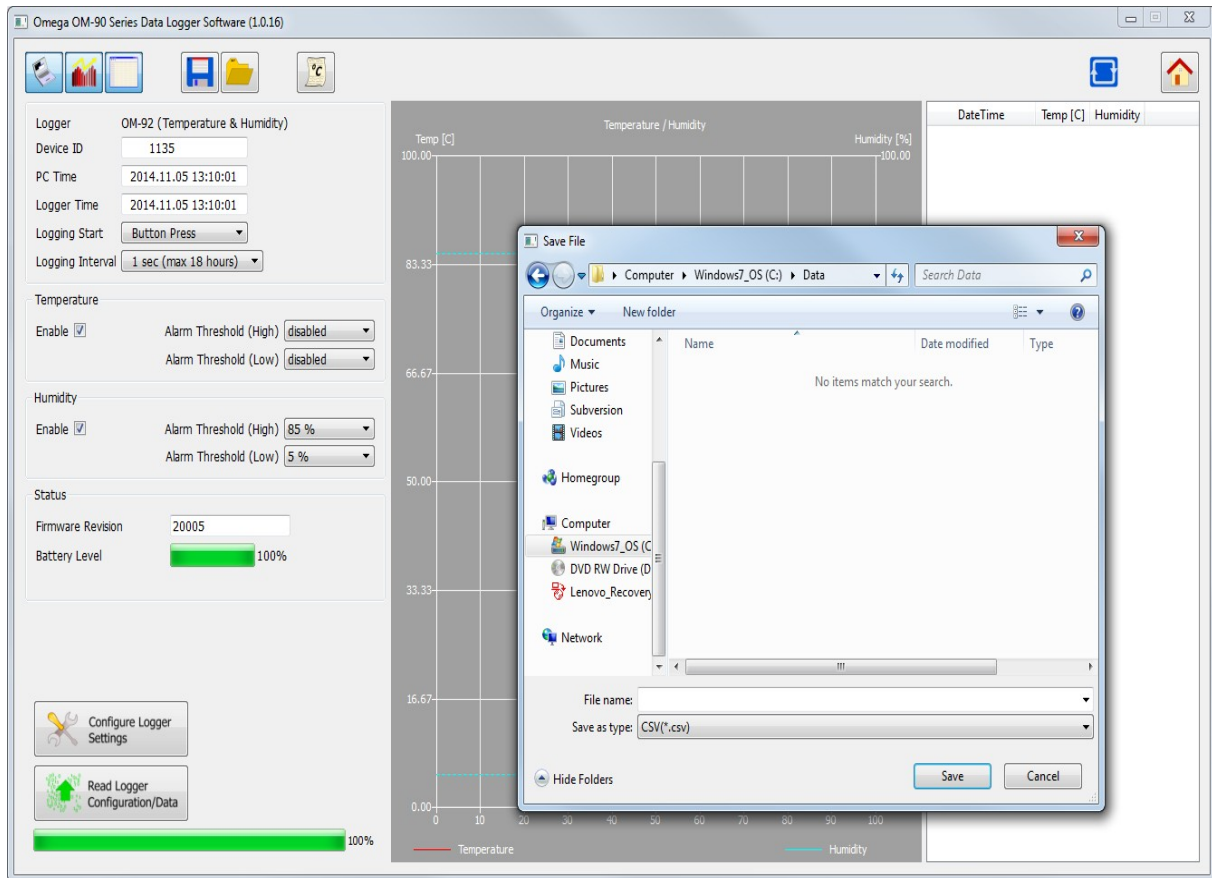 Omega OM-90 Series Data Logger Software (1.0.16)
°C
Logger OM-92 (Temperature & Humidity)
Device ID 1135
PC Time 2014.11.05 13:10:01
Logger Time 2014.11.05 13:10:01
Logging Start Button Press
Logging Interval 1 sec (max 18 hours)
Temperature
Enable Alarm Threshold (High) disabled
Alarm Threshold (Low) disabled
Humidity
Enable Alarm Threshold (High) 85 %
Alarm Threshold (Low) 5 %
Status
Firmware Revision 20005
Battery Level 100%
Configure Logger
Settings
Read Logger
Configuration/Data
100%
Temperature / Humidity
Temp [C] Humidity [%]
100.00 100.00
83.33
66.67
50.00
33.33
16.67
0.00
0 10 20 30 40 50 60 70 80 90 100
Temperature Humidity
DateTime Temp [C] Humidity
Save File
Computer Windows7_OS (C:) Data Search Data
Organize New folder
Documents
Music
Pictures
Subversion
Videos
Homegroup
Computer
Windows7_OS (C
DVD RW Drive (D
Lenovo_Recovery
Network
Name Date modified Type
No items match your search.
File name:
Save as type: CSV(*.csv)
Hide Folders Save Cancel